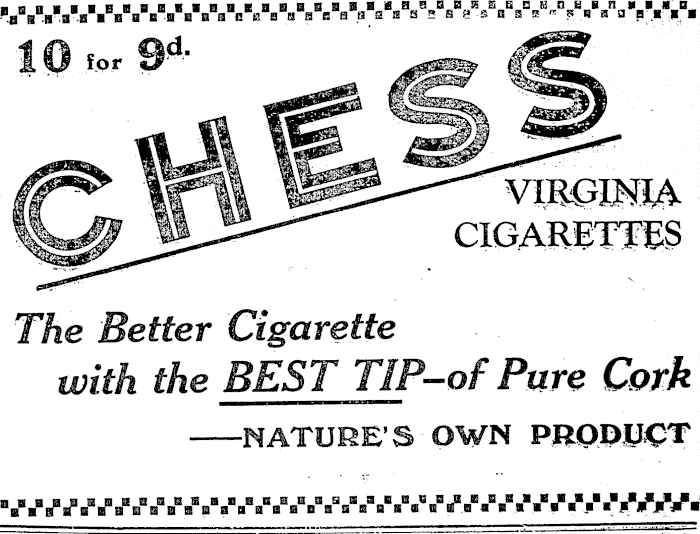 10 for 9d.
CHESS
VIRGINIA
CIGARETTES
The Better Cigarette
with the BEST TIP—of Pure Cork
—NATURE'S OWN PRODUCT